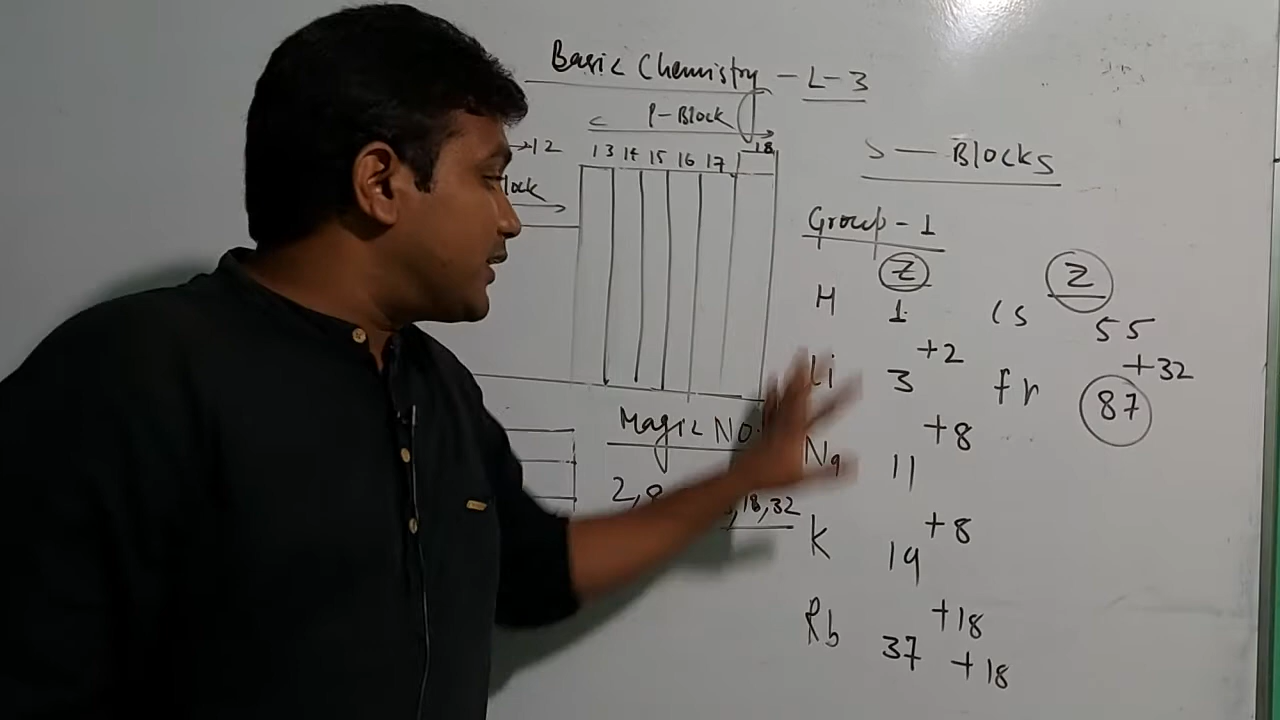 Basic Chemistry - L-3
P-Block
→12 13 14 15 16 17 18
lock
S — Blocks
Group - 1
Z Z
H 1 Cs 55
+2 +32
Li 3 Fr 87
+8
Na 11
Magic No.
2, 8 ,18,32
+8
K 19
+18
Rb 37 +18